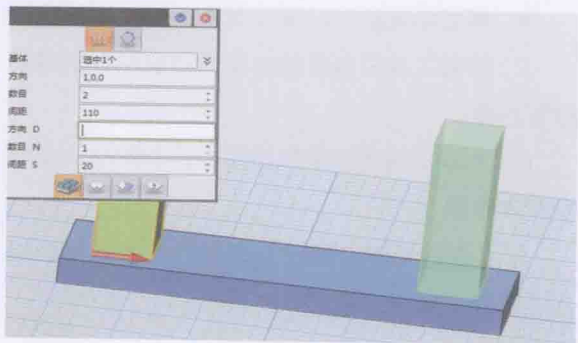 基体 选中1个
方向 1,0,0
数目 2
间距 110
方向 D
数目 N 1
间距 S 20